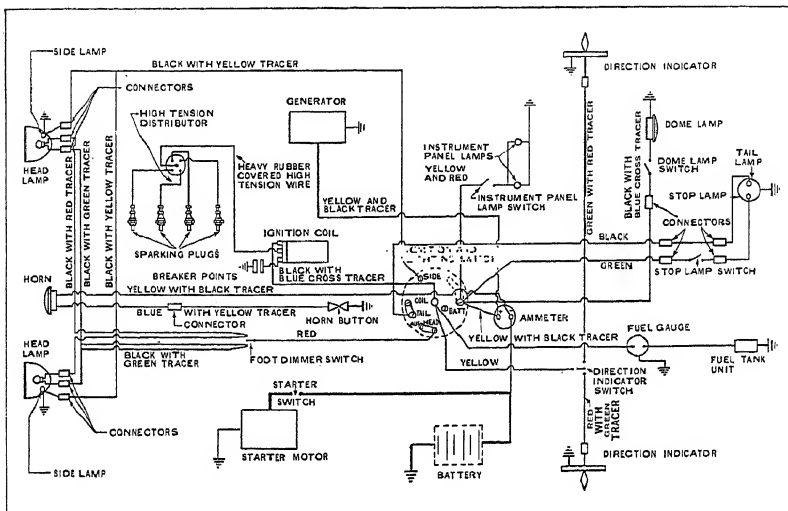 SIDE LAMP
BLACK WITH YELLOW TRACER
CONNECTORS
HIGH TENSION
DISTRIBUTOR
GENERATOR
DIRECTION INDICATOR
HEAD
LAMP
HEAVY RUBBER
COVERED HIGH
TENSION WIRE
INSTRUMENT
PANEL LAMPS
YELLOW
AND RED
INSTRUMENT PANEL
LAMP SWITCH
DOME LAMP
DOME LAMP
SWITCH
TAIL
LAMP
STOP LAMP
CONNECTORS
BLACK WITH RED TRACER
BLACK WITH GREEN TRACER
BLACK WITH YELLOW TRACER
GREEN WITH RED TRACER
BLACK WITH
BLUE CROSS TRACER
YELLOW AND
BLACK TRACER
SPARKING PLUGS
IGNITION COIL
BLACK
GREEN
STOP LAMP SWITCH
BREAKER POINTS
BLACK WITH
BLUE CROSS TRACER
SIDE
COIL
BATT
TAIL
HEAD
AMMETER
HORN
YELLOW WITH BLACK TRACER
BLUE
WITH YELLOW TRACER
CONNECTOR
HORN BUTTON
YELLOW WITH BLACK TRACER
FUEL GAUGE
FUEL TANK
UNIT
RED
HEAD
LAMP
BLACK WITH
GREEN TRACER
FOOT DIMMER SWITCH
YELLOW
DIRECTION
INDICATOR
SWITCH
RED
WITH
GREEN
TRACER
STARTER
SWITCH
CONNECTORS
SIDE LAMP
STARTER MOTOR
BATTERY
DIRECTION INDICATOR